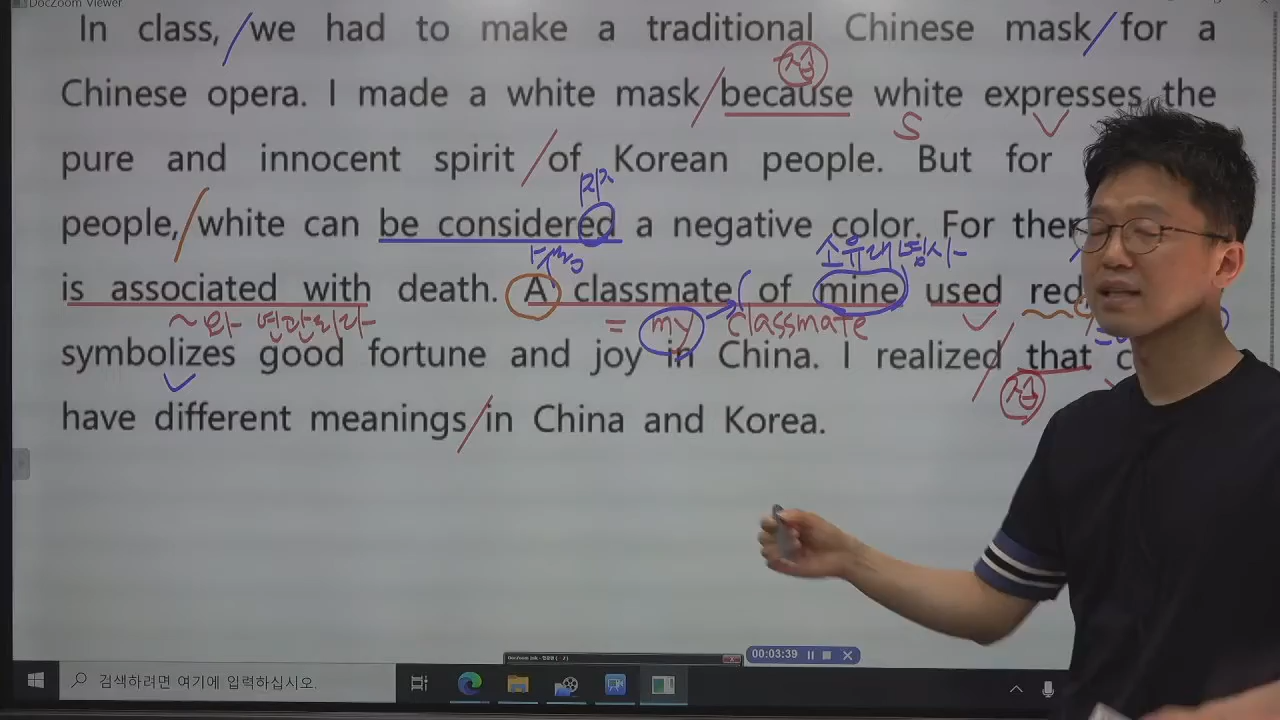 DocZoom Viewer
In class, we had to make a traditional Chinese mask for a
접
Chinese opera. I made a white mask because white expresses the
S
pure and innocent spirit of Korean people. But for
people, white can be considered a negative color. For
소유대명사
is associated with death. A classmate of mine used red
~와 연관되다 = my classmate
symbolizes good fortune and joy in China. I realized that
접
have different meanings in China and Korea.
00:03:39
검색하려면 여기에 입력하십시오.